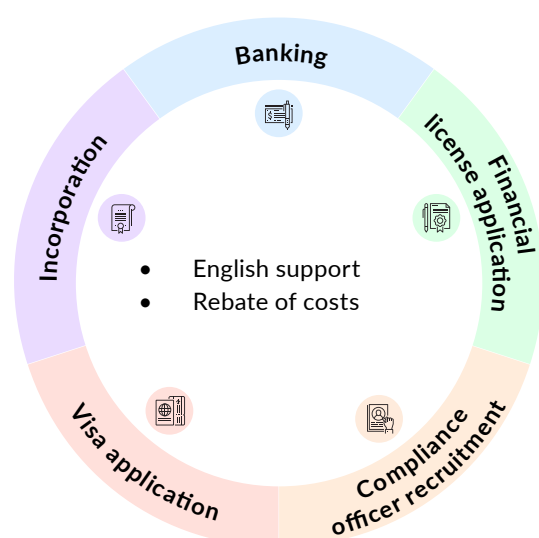 Banking
Financial
license application
Compliance
officer recruitment
Visa application
Incorporation
• English support
• Rebate of costs